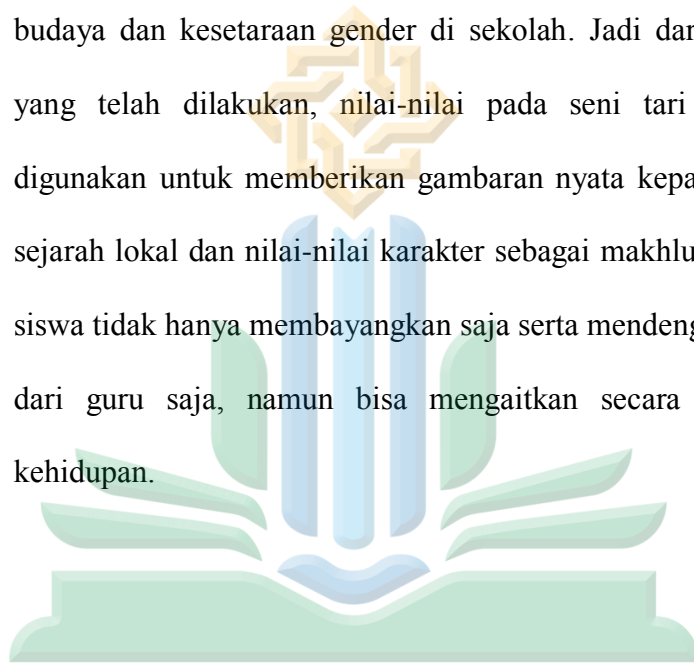 budaya dan kesetaraan gender di sekolah. Jadi dar
yang telah dilakukan, nilai-nilai pada seni tari
digunakan untuk memberikan gambaran nyata kepa
sejarah lokal dan nilai-nilai karakter sebagai makhlu
siswa tidak hanya membayangkan saja serta mendeng
dari guru saja, namun bisa mengaitkan secara
kehidupan.